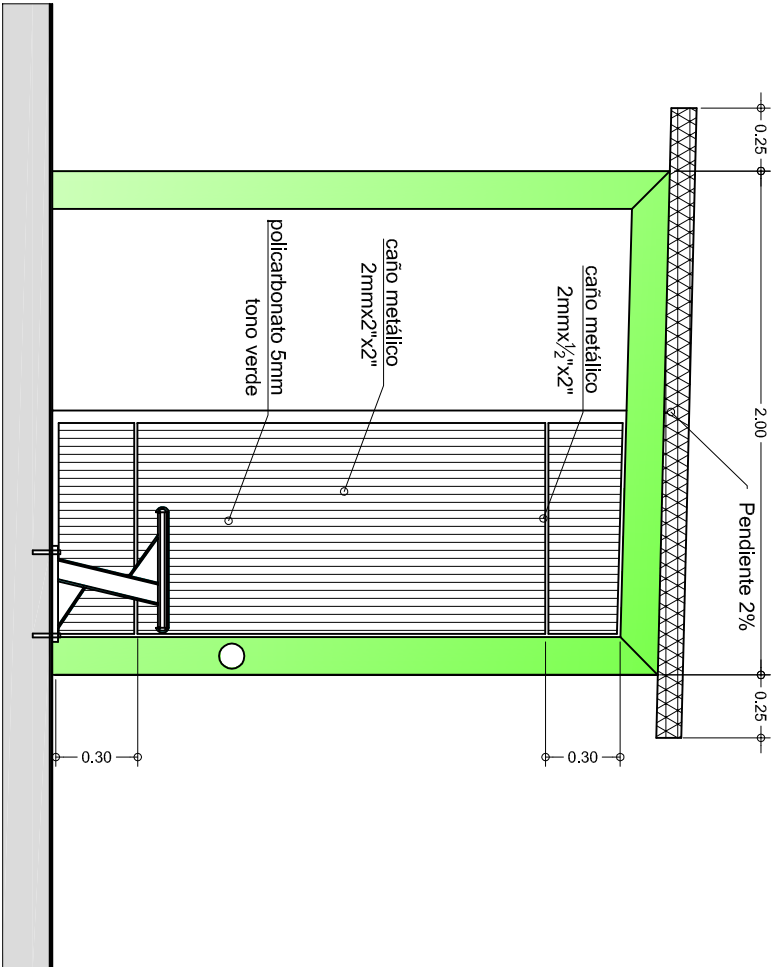 0.25
2.00
0.25
Pendiente 2%
caño metálico
2mmx½"x2"
caño metálico
2mmx2"x2"
policarbonato 5mm
tono verde
0.30
0.30